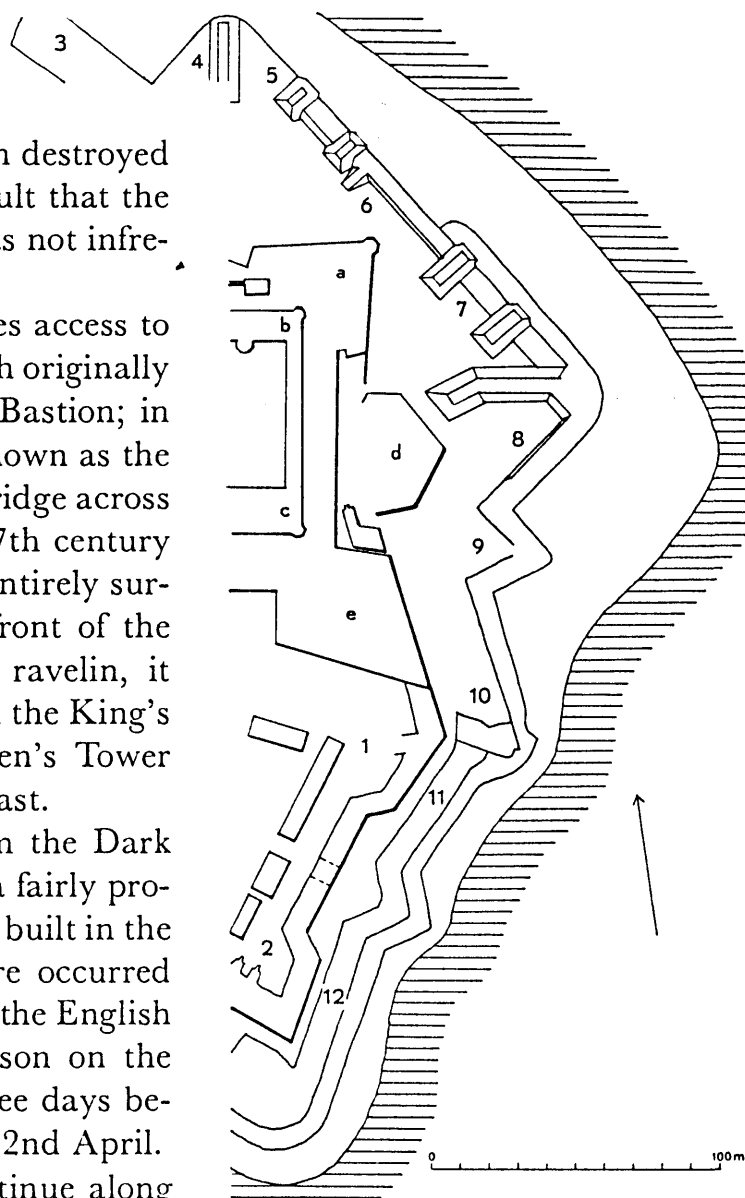 3
4
5
n destroyed
ult that the
6
s not infre-
a
es access to
b
7
h originally
Bastion; in
8
own as the
d
ridge across
c
7th century
9
ntirely sur-
front of the
e
ravelin, it
the King's
10
en's Tower
1
ast.
11
n the Dark
fairly pro-
built in the
2
re occurred
the English
12
son on the
ee days be-
2nd April.
0 100m
tinue along